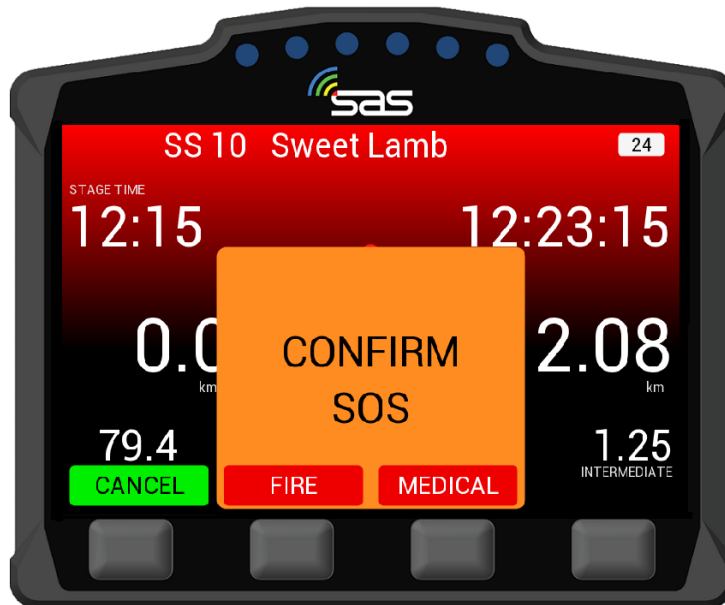 sas
SS 10 Sweet Lamb 24
STAGE TIME
12:15 12:23:15
0.0 2.08
km km
CONFIRM
SOS
79.4 1.25
INTERMEDIATE
CANCEL FIRE MEDICAL